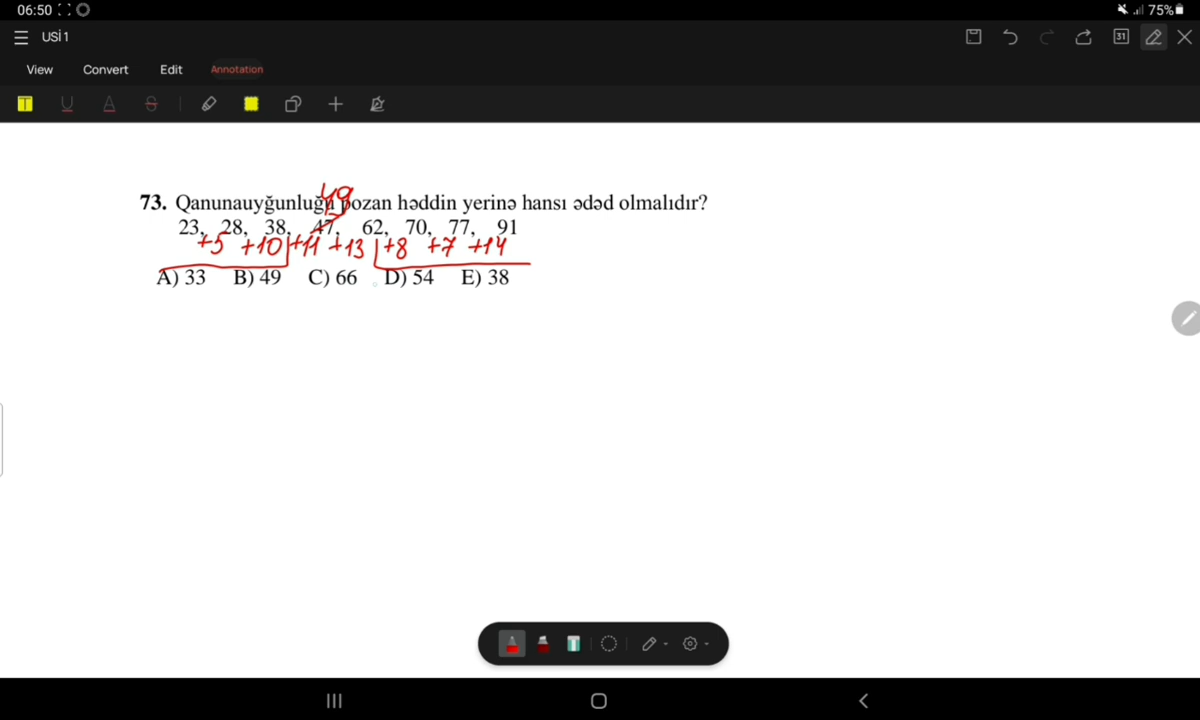 06:50 75%
USİ 1 31
View Convert Edit Annotation
T U A S
49
73. Qanunauyğunluğu pozan həddin yerinə hansı ədəd olmalıdır?
23, 28, 38, 47, 62, 70, 77, 91
+5 +10 +11 +13 +8 +7 +14
A) 33 B) 49 C) 66 D) 54 E) 38